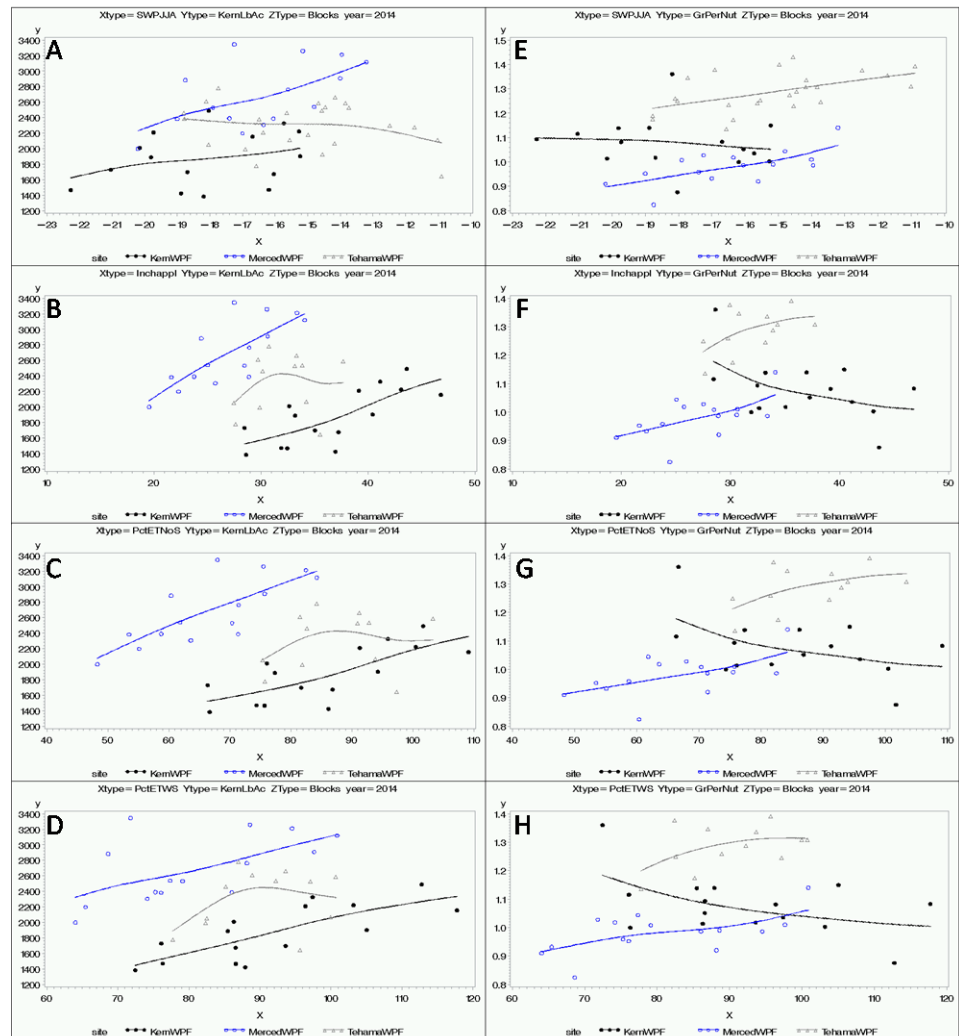 Xtype= SWPJJA Ytype= KernLbAc ZType= Blocks year= 2014
A
y
3400
3200
3000
2800
2600
2400
2200
2000
1800
1600
1400
1200
−23 −22 −21 −20 −19 −18 −17 −16 −15 −14 −13 −12 −11 −10
X
site KernWPF MercedWPF TehamaWPF
Xtype= SWPJJA Ytype= GrPerNut ZType= Blocks year= 2014
E
y
1.5
1.4
1.3
1.2
1.1
1.0
0.9
0.8
−23 −22 −21 −20 −19 −18 −17 −16 −15 −14 −13 −12 −11 −10
X
site KernWPF MercedWPF TehamaWPF
Xtype= Inchappl Ytype= KernLbAc ZType= Blocks year= 2014
B
y
3400
3200
3000
2800
2600
2400
2200
2000
1800
1600
1400
1200
10 20 30 40 50
X
site KernWPF MercedWPF TehamaWPF
Xtype= Inchappl Ytype= GrPerNut ZType= Blocks year= 2014
F
y
1.4
1.3
1.2
1.1
1.0
0.9
0.8
10 20 30 40 50
X
site KernWPF MercedWPF TehamaWPF
Xtype= PctETNoS Ytype= KernLbAc ZType= Blocks year= 2014
C
y
3400
3200
3000
2800
2600
2400
2200
2000
1800
1600
1400
1200
40 50 60 70 80 90 100 110
X
site KernWPF MercedWPF TehamaWPF
Xtype= PctETNoS Ytype= GrPerNut ZType= Blocks year= 2014
G
y
1.4
1.3
1.2
1.1
1.0
0.9
0.8
40 50 60 70 80 90 100 110
X
site KernWPF MercedWPF TehamaWPF
Xtype= PctETWS Ytype= KernLbAc ZType= Blocks year= 2014
D
y
3400
3200
3000
2800
2600
2400
2200
2000
1800
1600
1400
1200
60 70 80 90 100 110 120
X
site KernWPF MercedWPF TehamaWPF
Xtype= PctETWS Ytype= GrPerNut ZType= Blocks year= 2014
H
y
1.4
1.3
1.2
1.1
1.0
0.9
0.8
60 70 80 90 100 110 120
X
site KernWPF MercedWPF TehamaWPF